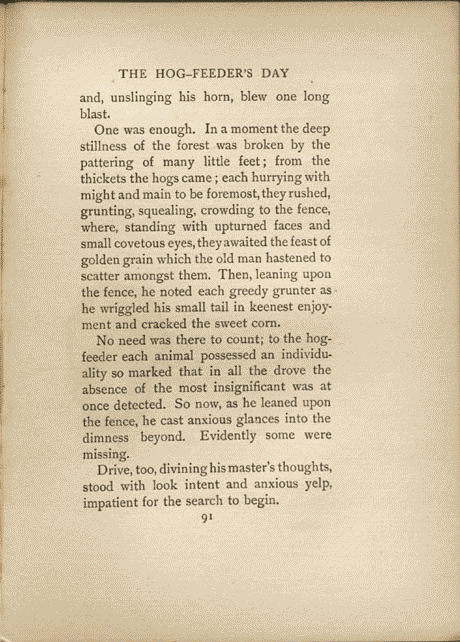 THE HOG-FEEDER'S DAY
and, unslinging his horn, blew one long
blast.
One was enough. In a moment the deep
stillness of the forest was broken by the
pattering of many little feet; from the
thickets the hogs came; each hurrying with
might and main to be foremost, they rushed,
grunting, squealing, crowding to the fence,
where, standing with upturned faces and
small covetous eyes, they awaited the feast of
golden grain which the old man hastened to
scatter amongst them. Then, leaning upon
the fence, he noted each greedy grunter as
he wriggled his small tail in keenest enjoy-
ment and cracked the sweet corn.
No need was there to count; to the hog-
feeder each animal possessed an individu-
ality so marked that in all the drove the
absence of the most insignificant was at
once detected. So now, as he leaned upon
the fence, he cast anxious glances into the
dimness beyond. Evidently some were
missing.
Drive, too, divining his master's thoughts,
stood with look intent and anxious yelp,
impatient for the search to begin.
91